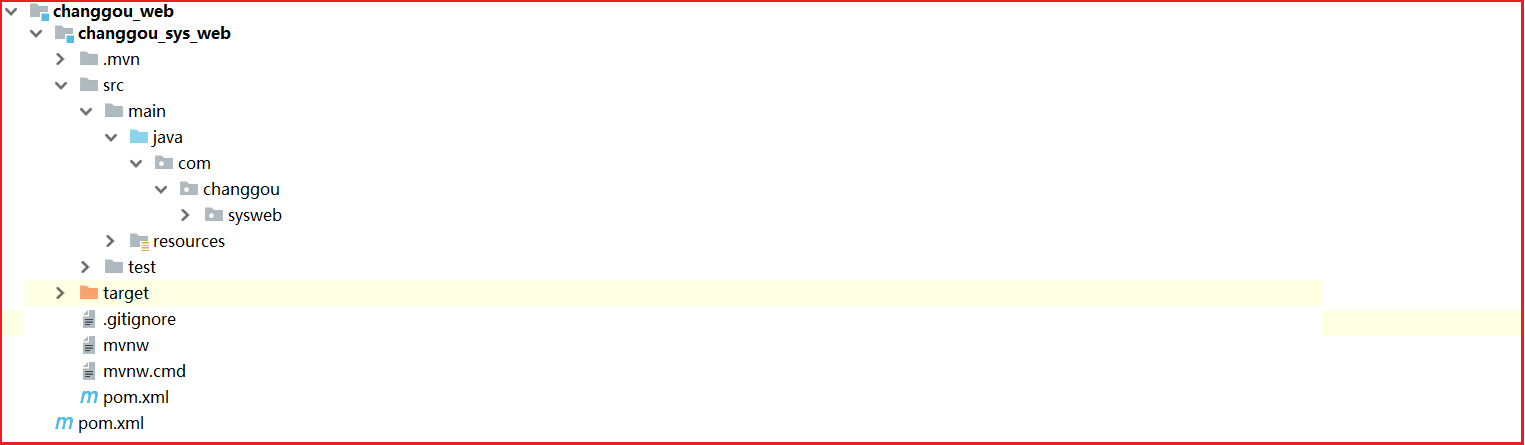 changgou_web
changgou_sys_web
.mvn
src
main
java
com
changgou
sysweb
resources
test
target
.gitignore
mvnw
mvnw.cmd
m pom.xml
m pom.xml